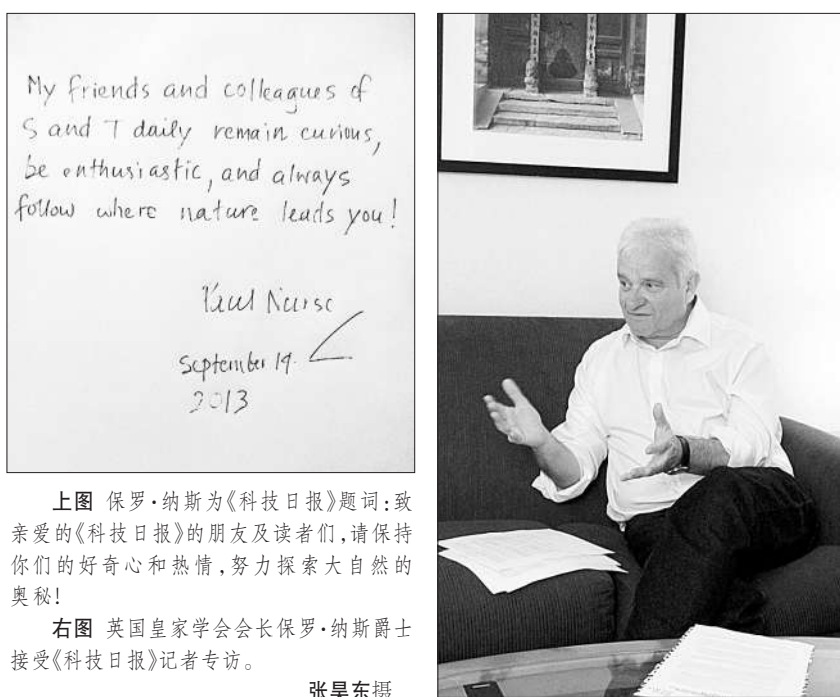 My friends and colleagues of
S and T daily remain curious,
be enthusiastic, and always
follow where nature leads you!
Paul Nurse
September 19
2013
上图 保罗·纳斯为《科技日报》题词:致
亲爱的《科技日报》的朋友及读者们,请保持
你们的好奇心和热情,努力探索大自然的
奥秘!
右图 英国皇家学会会长保罗·纳斯爵士
接受《科技日报》记者专访。
张昊东摄